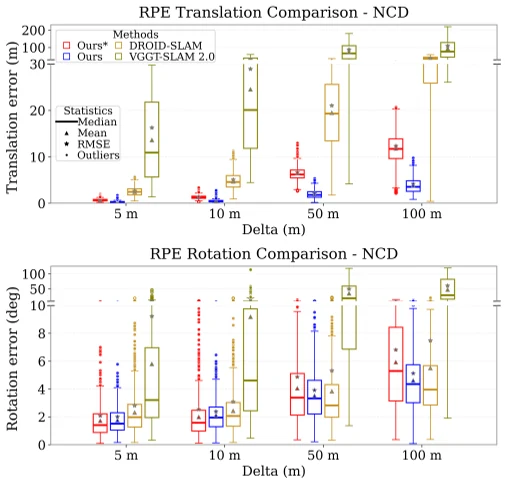 RPE Translation Comparison - NCD
Translation error (m)
200
100
30
20
10
0
Methods
Ours*
Ours
DROID-SLAM
VGGT-SLAM 2.0
Statistics
Median
Mean
RMSE
Outliers
5 m
10 m
50 m
100 m
Delta (m)
RPE Rotation Comparison - NCD
Rotation error (deg)
100
50
10
8
6
4
2
0
5 m
10 m
50 m
100 m
Delta (m)